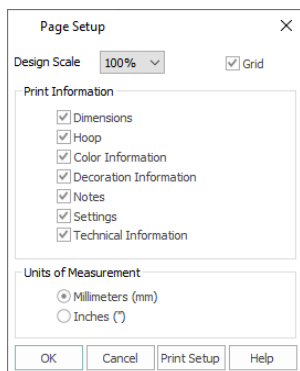 Page Setup
Design Scale 100% Grid
Print Information
Dimensions
Hoop
Color Information
Decoration Information
Notes
Settings
Technical Information
Units of Measurement
Millimeters (mm)
Inches (")
OK Cancel Print Setup Help